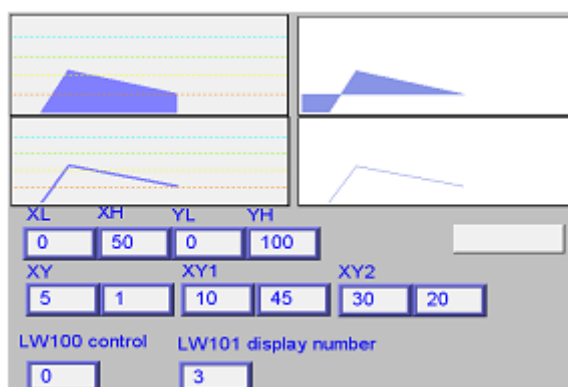 XL XH YL YH
0 50 0 100
XY XY1 XY2
5 1 10 45 30 20
LW100 control LW101 display number
0 3